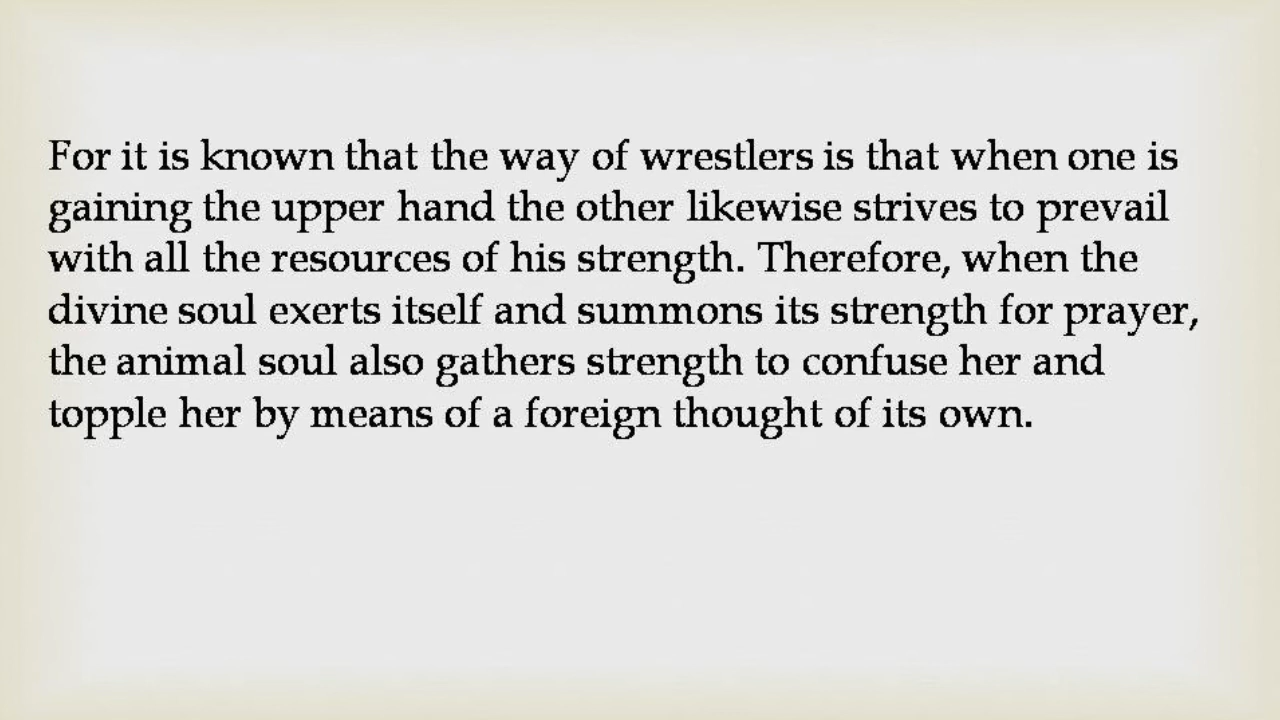 For it is known that the way of wrestlers is that when one is
gaining the upper hand the other likewise strives to prevail
with all the resources of his strength. Therefore, when the
divine soul exerts itself and summons its strength for prayer,
the animal soul also gathers strength to confuse her and
topple her by means of a foreign thought of its own.